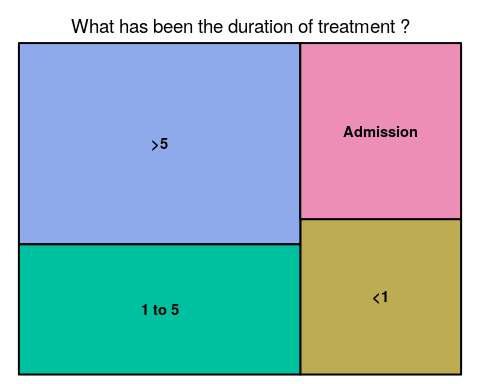 What has been the duration of treatment ?
>5
Admission
1 to 5
<1